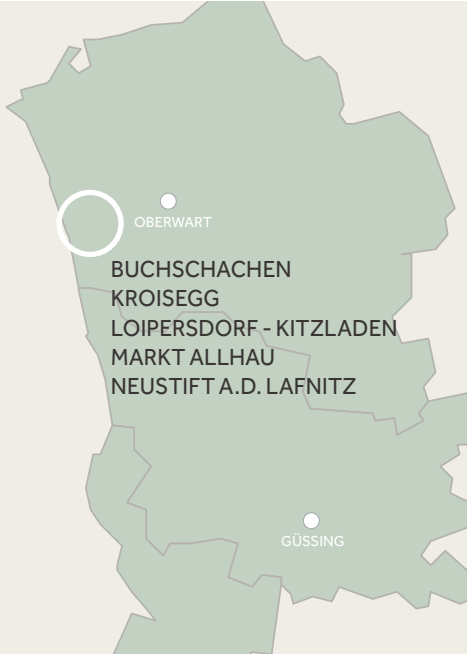 OBERWART
BUCHSCHACHEN
KROISEGG
LOIPERSDORF - KITZLADEN
MARKT ALLHAU
NEUSTIFT A.D. LAFNITZ
GÜSSING